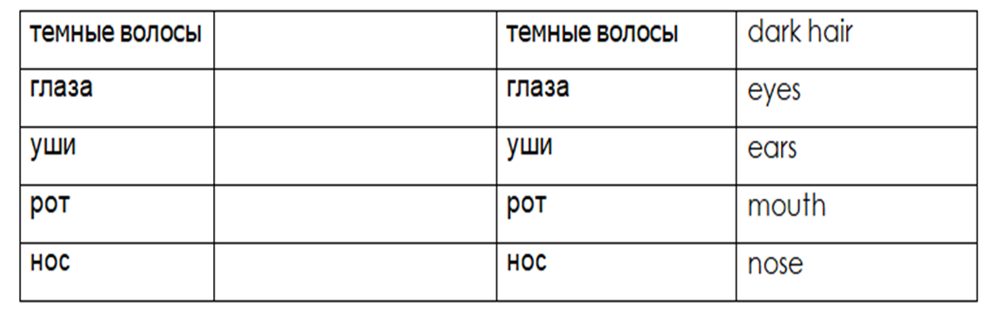 темные волосы темные волосы dark hair
глаза глаза eyes
уши уши ears
рот рот mouth
нос нос nose